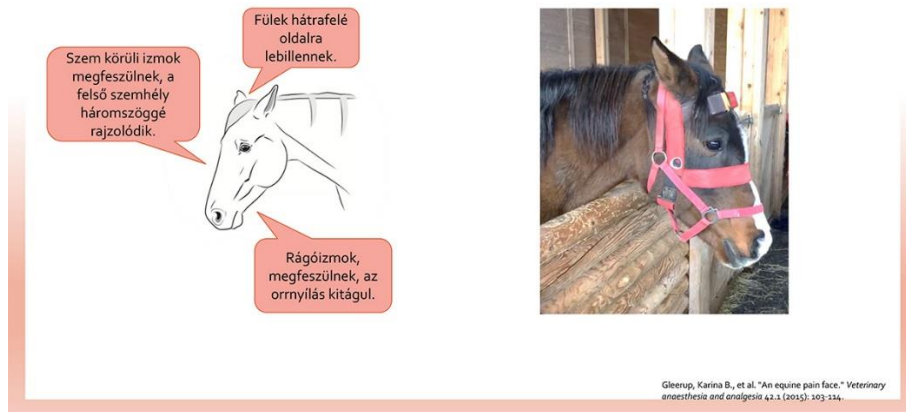 Fülek hátrafelé
oldalra
lebillennek.
Szem körüli izmok
megfeszülnek, a
felső szemhély
háromszöggé
rajzolódik.
Rágóizmok,
megfeszülnek, az
orrnyílás kitágul.
Gleerup, Karina B., et al. "An equine pain face." Veterinary
anaesthesia and analgesia 42.1 (2015): 103-114.